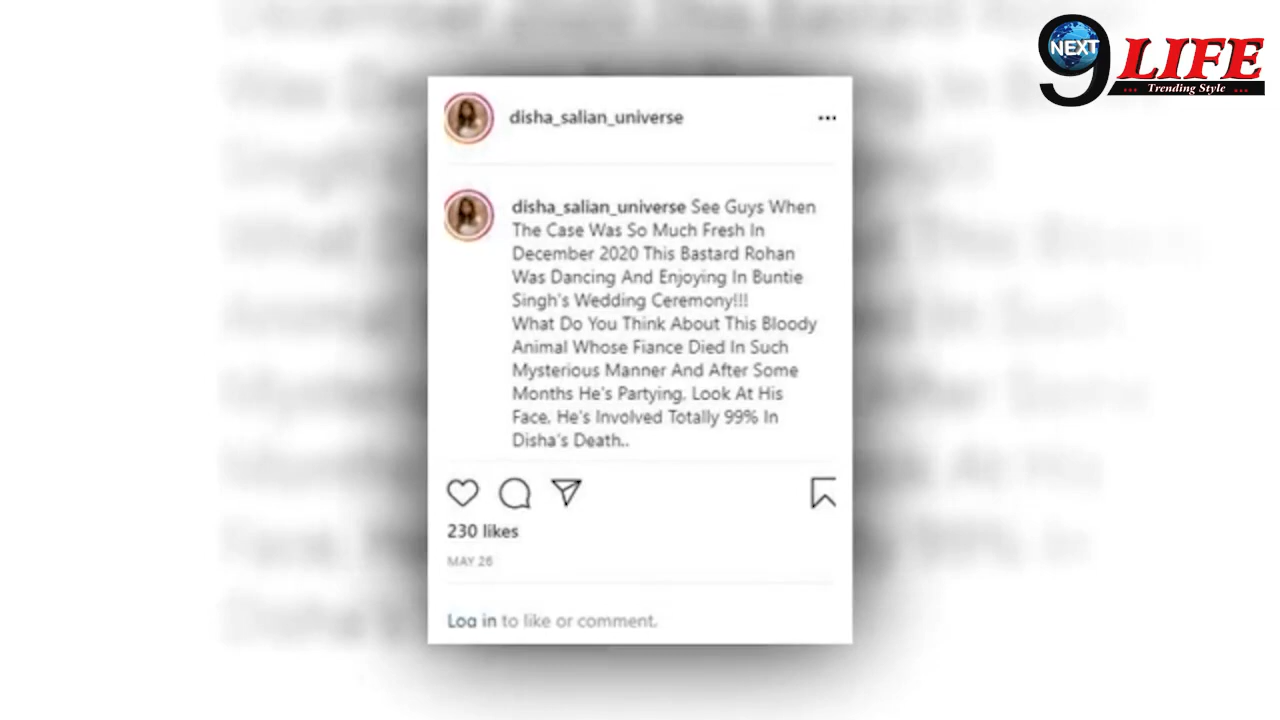 9 NEXT
LIFE
... Trending Style ...
disha_salian_universe
disha_salian_universe See Guys When
The Case Was So Much Fresh In
December 2020 This Bastard Rohan
Was Dancing And Enjoying In Buntie
Singh's Wedding Ceremony!!!
What Do You Think About This Bloody
Animal Whose Fiance Died In Such
Mysterious Manner And After Some
Months He's Partying, Look At His
Face, He's Involved Totally 99% In
Disha's Death..
230 likes
MAY 26
Log in to like or comment.